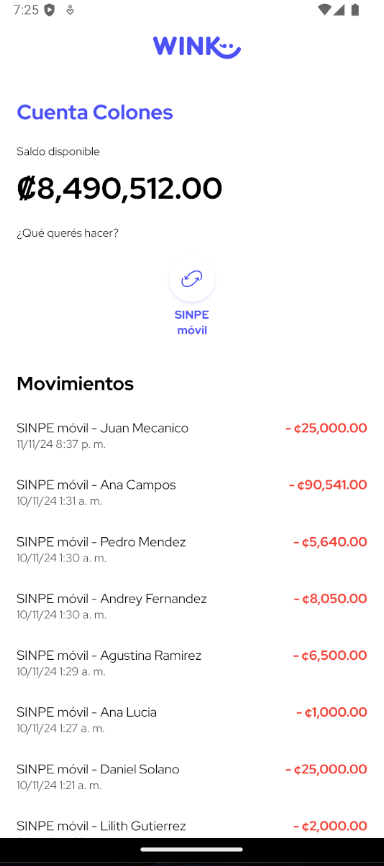 7:25
WINK
Cuenta Colones
Saldo disponible
₡8,490,512.00
¿Qué querés hacer?
SINPE
móvil
Movimientos
SINPE móvil - Juan Mecanico - ¢25,000.00
11/11/24 8:37 p. m.
SINPE móvil - Ana Campos - ¢90,541.00
10/11/24 1:31 a. m.
SINPE móvil - Pedro Mendez - ¢5,640.00
10/11/24 1:30 a. m.
SINPE móvil - Andrey Fernandez - ¢8,050.00
10/11/24 1:30 a. m.
SINPE móvil - Agustina Ramirez - ¢6,500.00
10/11/24 1:29 a. m.
SINPE móvil - Ana Lucia - ¢1,000.00
10/11/24 1:27 a. m.
SINPE móvil - Daniel Solano - ¢25,000.00
10/11/24 1:21 a. m.
SINPE móvil - Lilith Gutierrez - ¢2,000.00